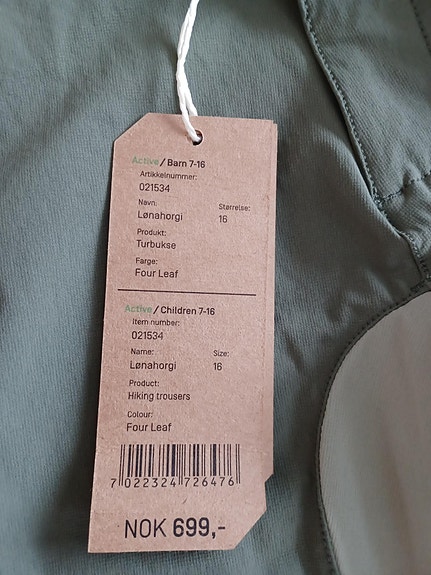 Active / Barn 7-16
Artikkelnummer:
021534
Navn: Størrelse:
Lønahorgi 16
Produkt:
Turbukse
Farge:
Four Leaf
Active / Children 7-16
Item number:
021534
Name: Size:
Lønahorgi 16
Product:
Hiking trousers
Colour:
Four Leaf
7 022324 726476
NOK 699,-